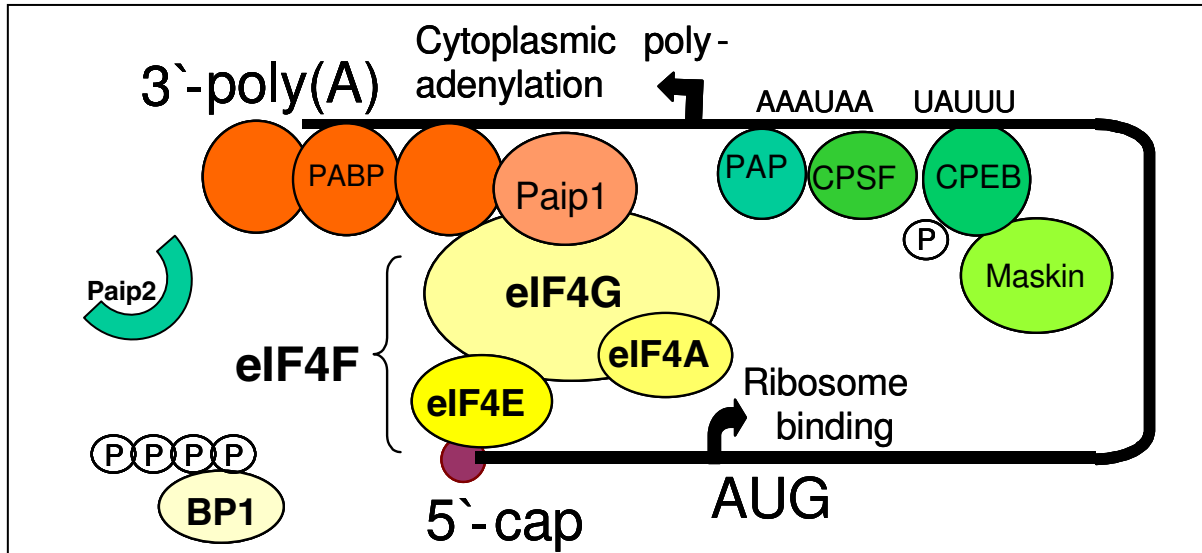 Cytoplasmic poly-
adenylation
3`-poly(A)
AAAUAA UAUUU
PABP
Paip1
PAP
CPSF
CPEB
P
Maskin
Paip2
eIF4G
eIF4F
eIF4A
eIF4E
Ribosome
binding
P P P P
BP1
5`-cap
AUG